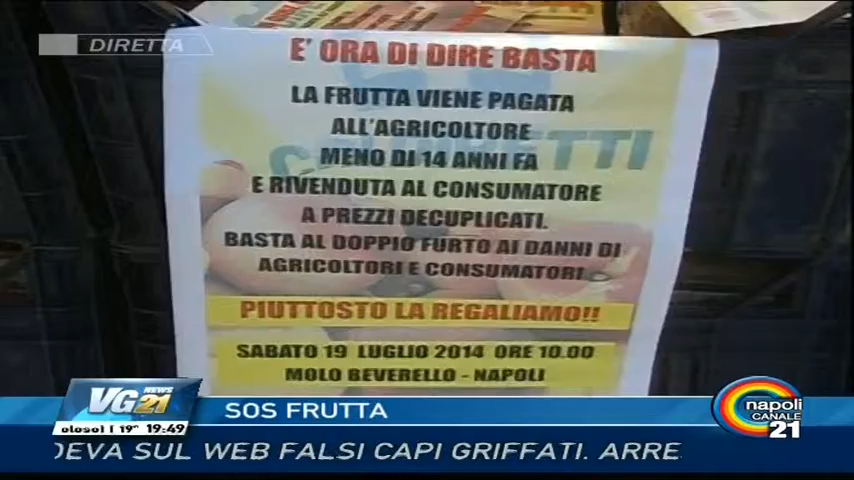 DIRETTA
E' ORA DI DIRE BASTA
LA FRUTTA VIENE PAGATA
ALL'AGRICOLTORE
MENO DI 14 ANNI FA
E RIVENDUTA AL CONSUMATORE
A PREZZI DECUPLICATI.
BASTA AL DOPPIO FURTO AI DANNI DI
AGRICOLTORI E CONSUMATORI
PIUTTOSTO LA REGALIAMO!!
SABATO 19 LUGLIO 2014 ORE 10.00
MOLO BEVERELLO - NAPOLI
VG21 NEWS
19:49
SOS FRUTTA
napoli
CANALE
21
DEVA SUL WEB FALSI CAPI GRIFFATI. ARRE